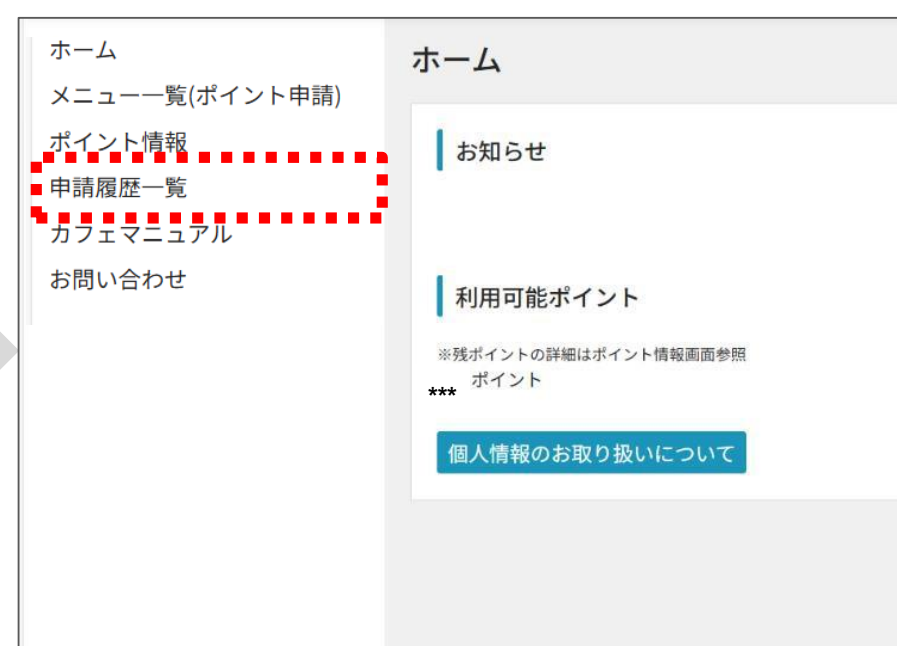 ホーム
メニュー一覧(ポイント申請)
ポイント情報
申請履歴一覧
カフェマニュアル
お問い合わせ
ホーム
お知らせ
利用可能ポイント
※残ポイントの詳細はポイント情報画面参照
*** ポイント
個人情報のお取り扱いについて